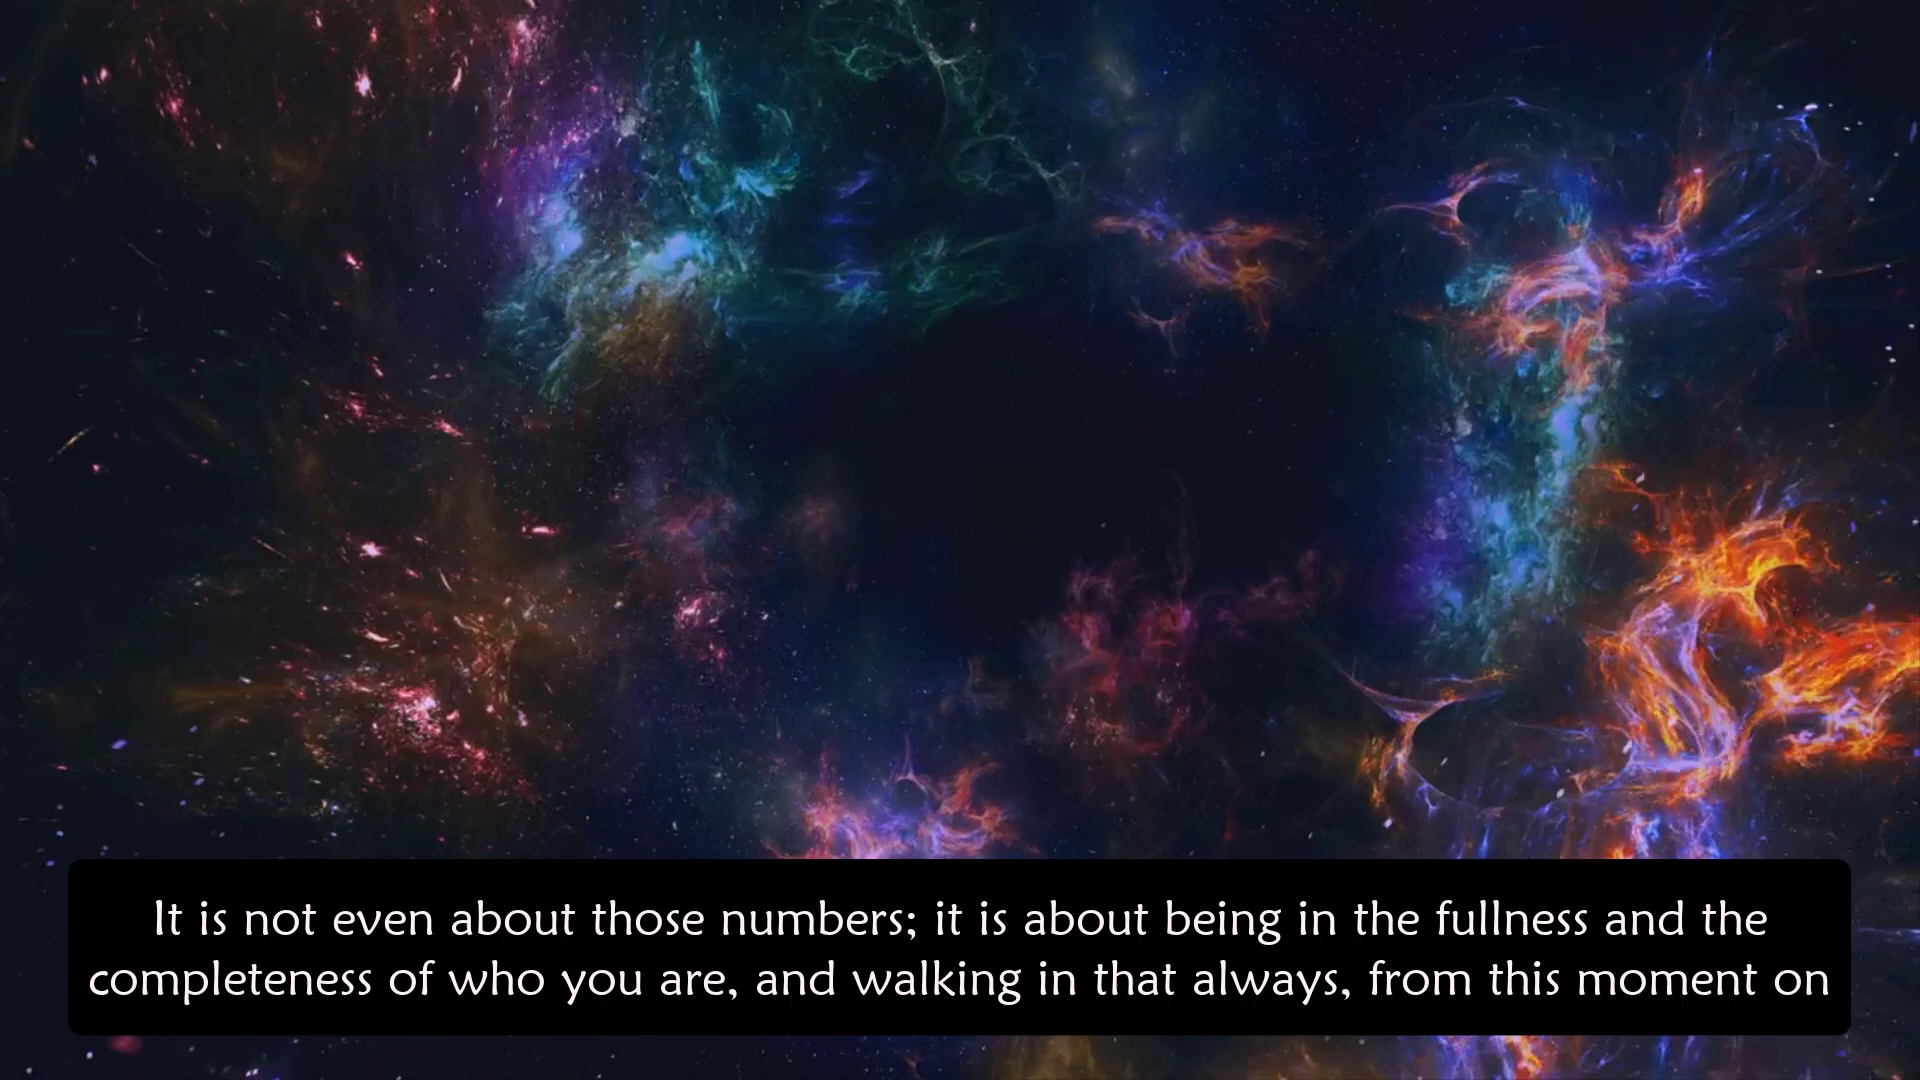 It is not even about those numbers; it is about being in the fullness and the
completeness of who you are, and walking in that always, from this moment on